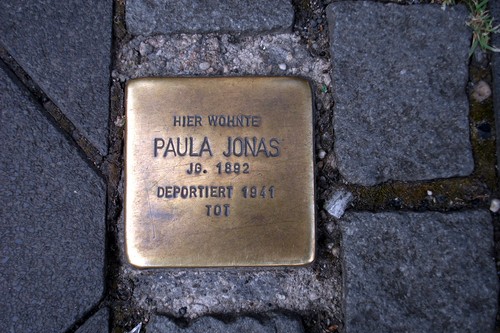 HIER WOHNTE
PAULA JONAS
JG. 1892
DEPORTIERT 1941
TOT